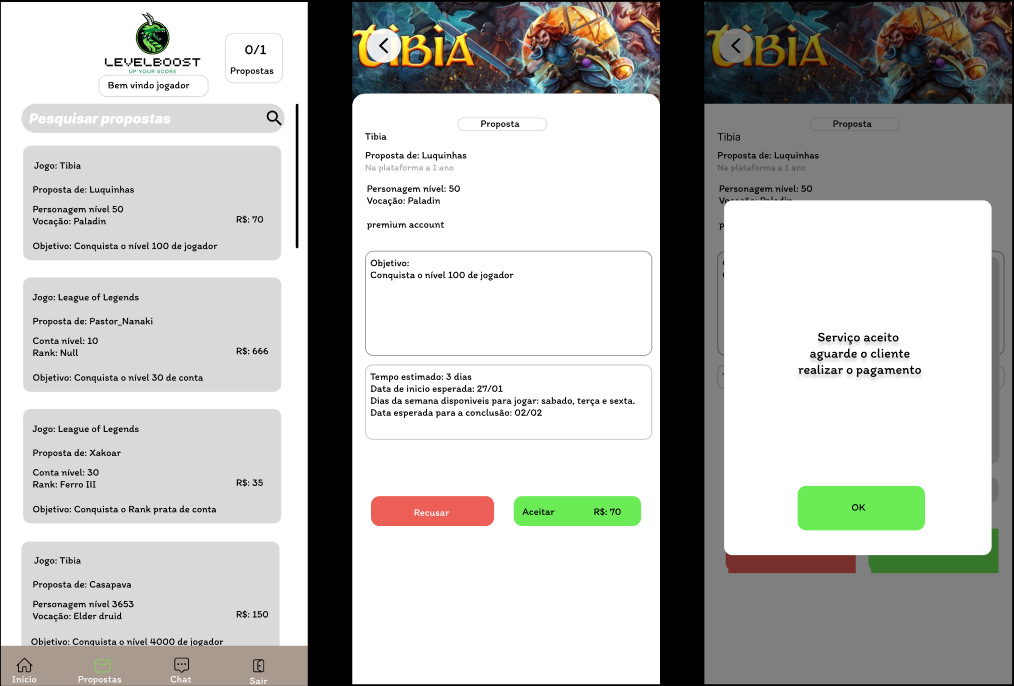 LEVELBOOST
UP YOUR SCORE
Bem vindo jogador
0/1
Propostas
Pesquisar propostas
Jogo: Tibia
Proposta de: Luquinhas
Personagem nível 50
Vocação: Paladin
R$: 70
Objetivo: Conquista o nível 100 de jogador
Jogo: League of Legends
Proposta de: Pastor_Nanaki
Conta nível: 10
Rank: Null
R$: 666
Objetivo: Conquista o nível 30 de conta
Jogo: League of Legends
Proposta de: Xakoar
Conta nível: 30
Rank: Ferro III
R$: 35
Objetivo: Conquista o Rank prata de conta
Jogo: Tibia
Proposta de: Casapava
Personagem nível 3653
Vocação: Elder druid
R$: 150
Objetivo: Conquista o nível 4000 de jogador
Início
Propostas
Chat
Sair
TIBIA
Proposta
Tibia
Proposta de: Luquinhas
Na plataforma a 1 ano
Personagem nível: 50
Vocação: Paladin
premium account
Objetivo:
Conquista o nível 100 de jogador
Tempo estimado: 3 dias
Data de inicio esperada: 27/01
Dias da semana disponiveis para jogar: sabado, terça e sexta.
Data esperada para a conclusão: 02/02
Recusar
Aceitar R$: 70
TIBIA
Proposta
Tibia
Proposta de: Luquinhas
Na plataforma a 1 ano
Personagem nível: 50
Vocação: Paladin
Serviço aceito
aguarde o cliente
realizar o pagamento
OK